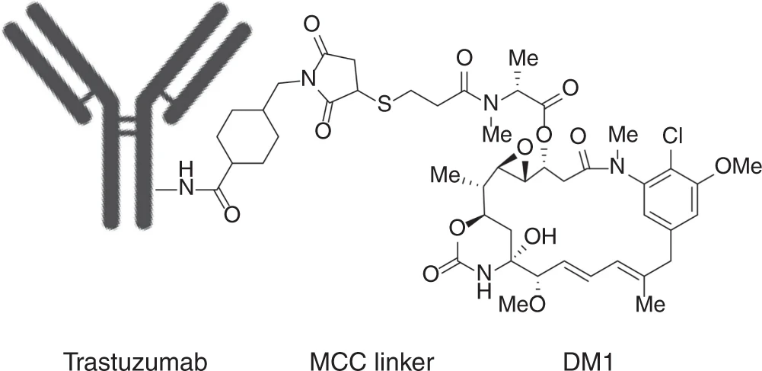 O
O Me
N O
S N
O Me O O Me Cl
O
N OMe
Me
H
N
O
O OH
O N
H
MeO Me
Trastuzumab MCC linker DM1